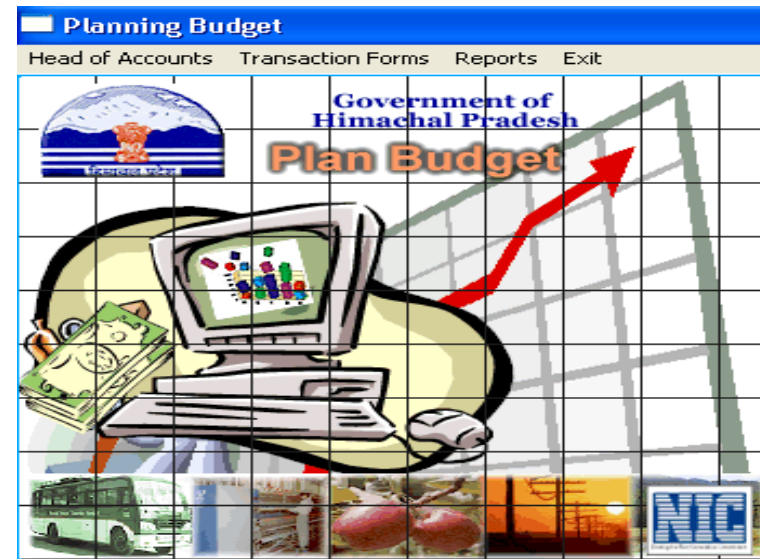 Planning Budget
Head of Accounts Transaction Forms Reports Exit
Government of
Himachal Pradesh
Plan Budget
NIC